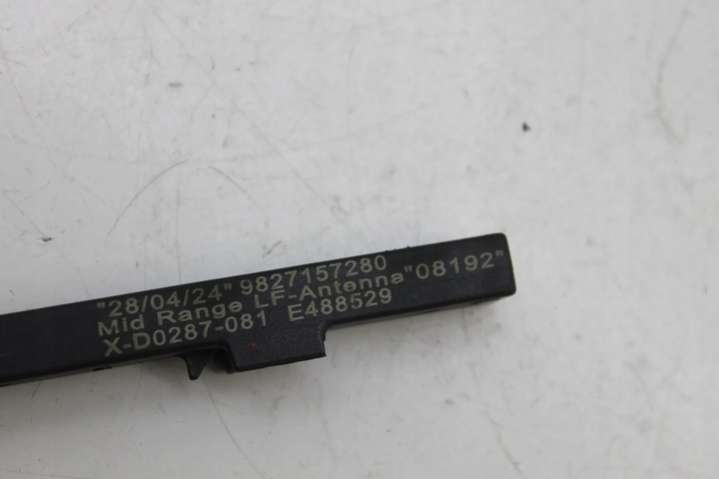 "28/04/24" 9827157280
Mid Range LF-Antenna "08192"
X-D0287-081 E488529